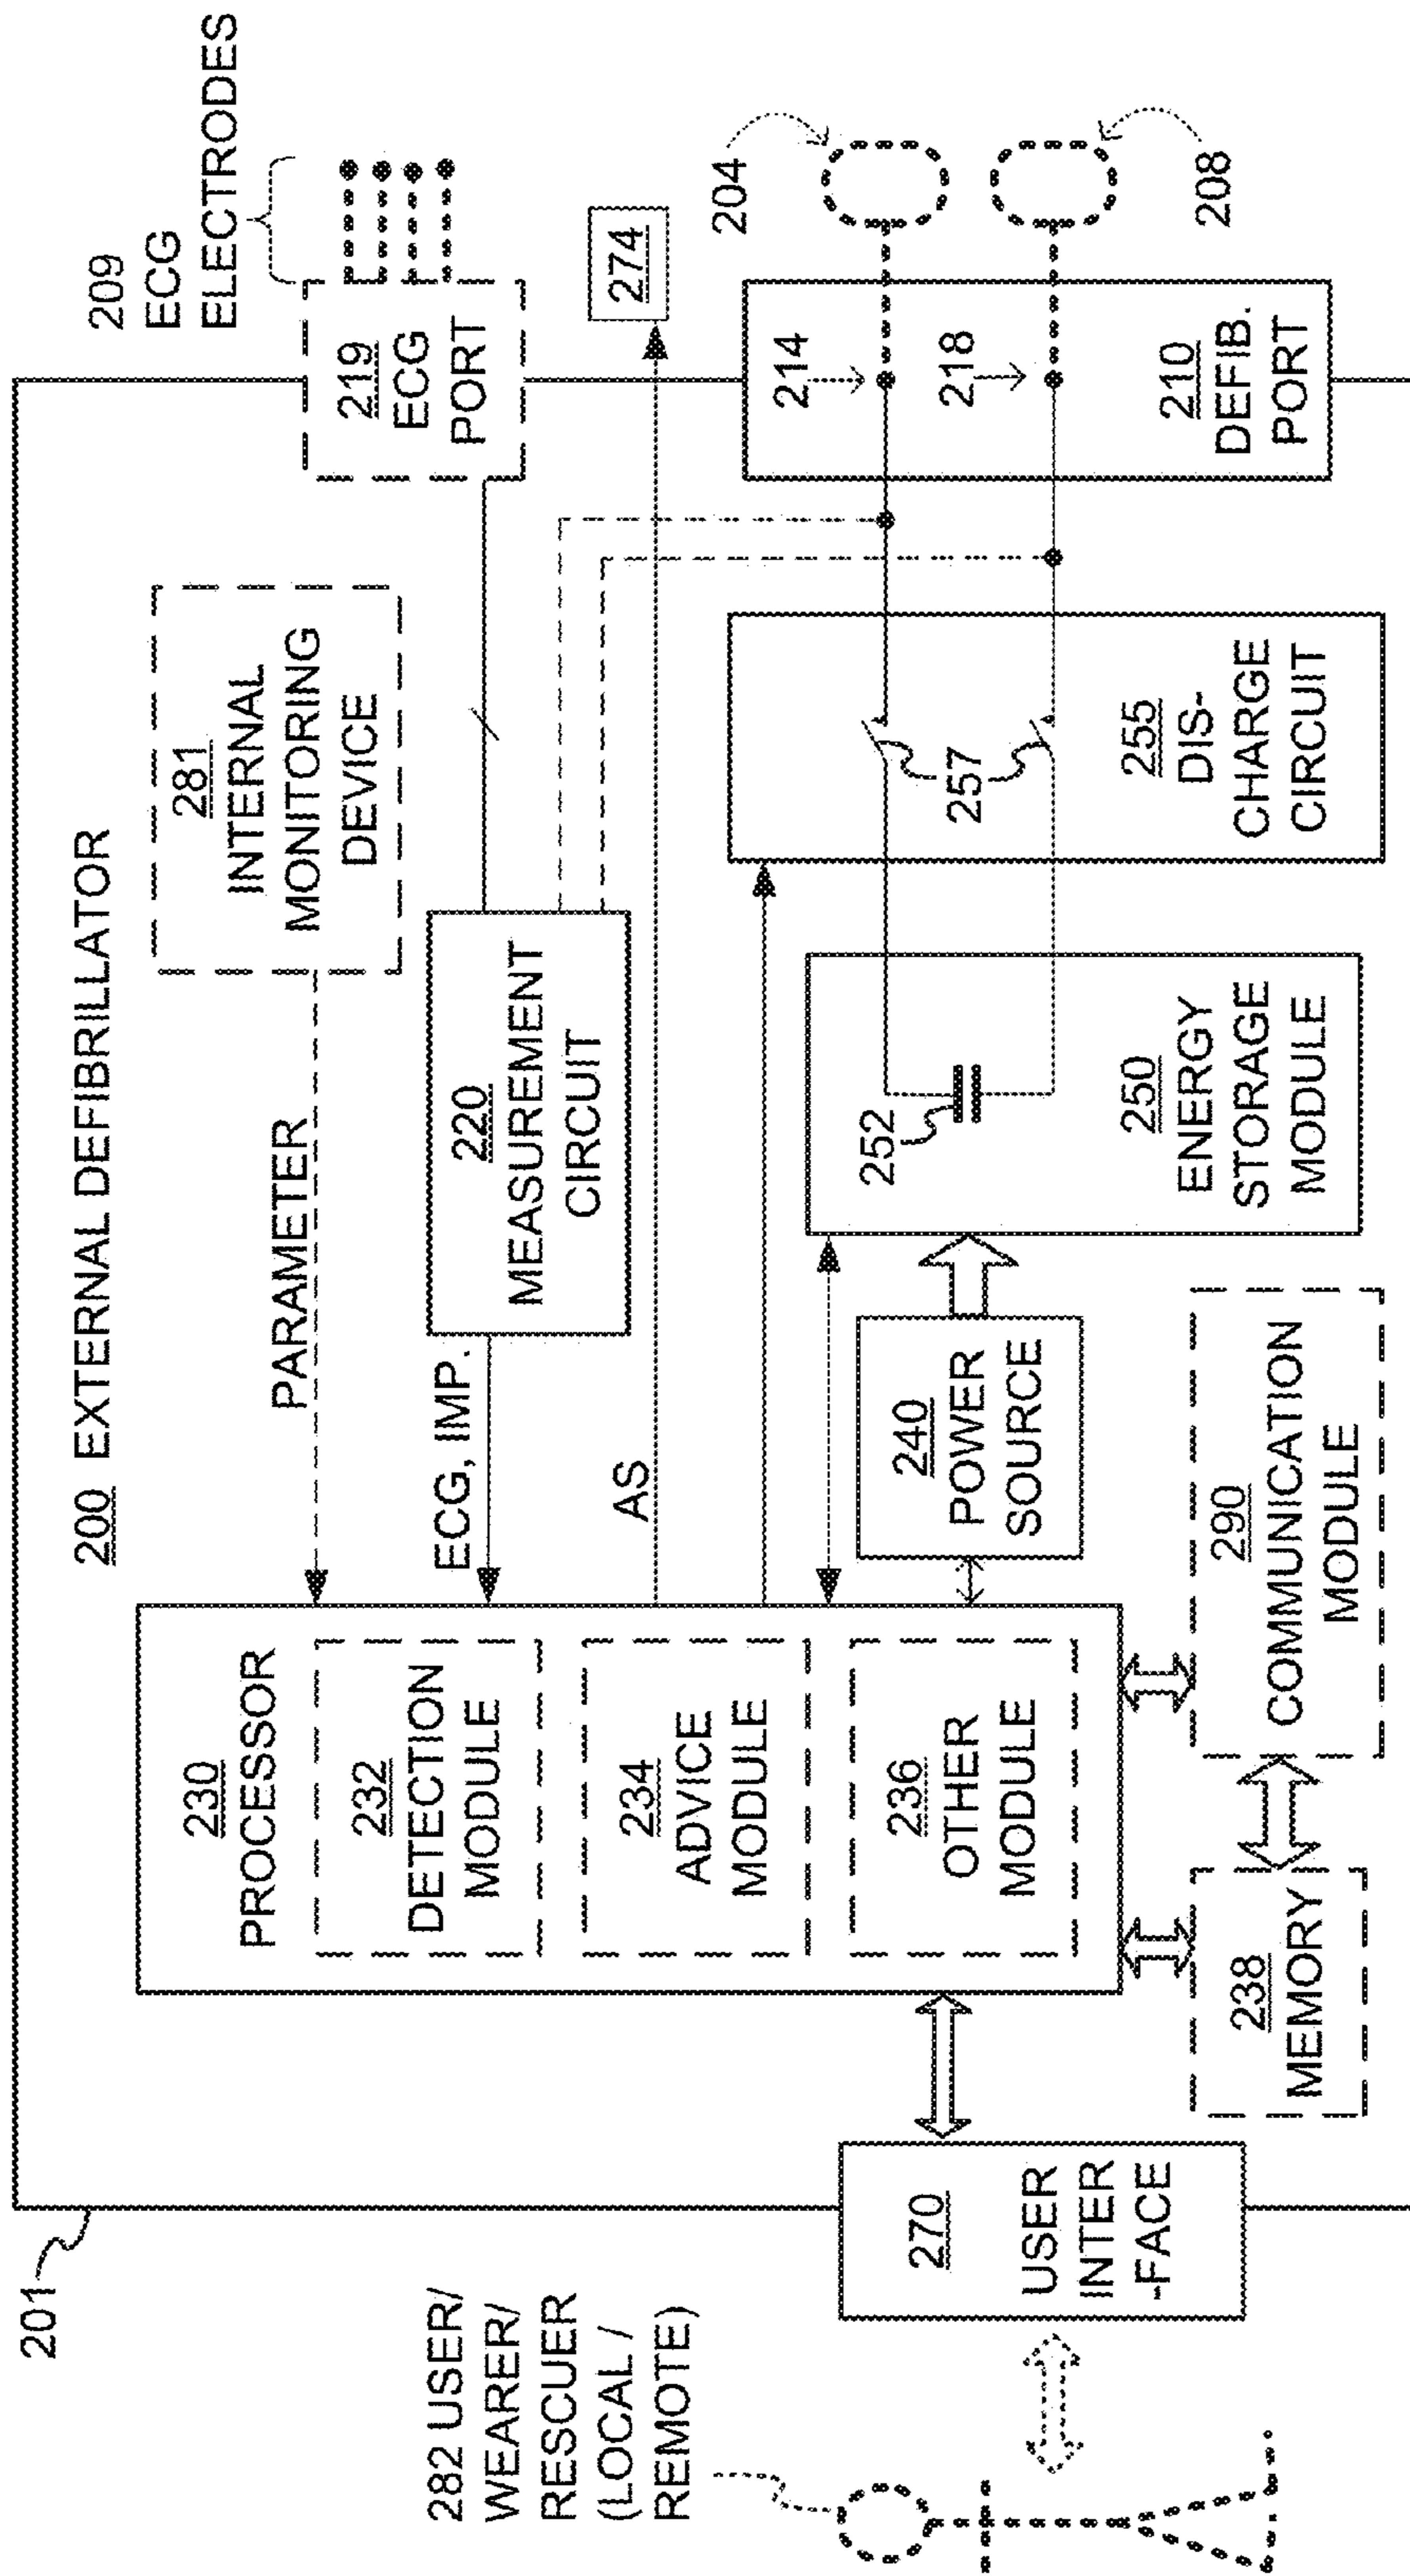 201
200 EXTERNAL DEFIBRILLATOR
209
ECG
ELECTRODES
282 USER/
WEARER/
RESCUER
(LOCAL /
REMOTE)
270
USER
INTER
-FACE
230
PROCESSOR
232
DETECTION
MODULE
234
ADVICE
MODULE
236
OTHER
MODULE
238
MEMORY
290
COMMUNICATION
MODULE
PARAMETER
ECG, IMP.
AS
281
INTERNAL
MONITORING
DEVICE
220
MEASUREMENT
CIRCUIT
240
POWER
SOURCE
252
250
ENERGY
STORAGE
MODULE
257
255
DIS-
CHARGE
CIRCUIT
219
ECG
PORT
274
214
218
210
DEFIB.
PORT
204
208